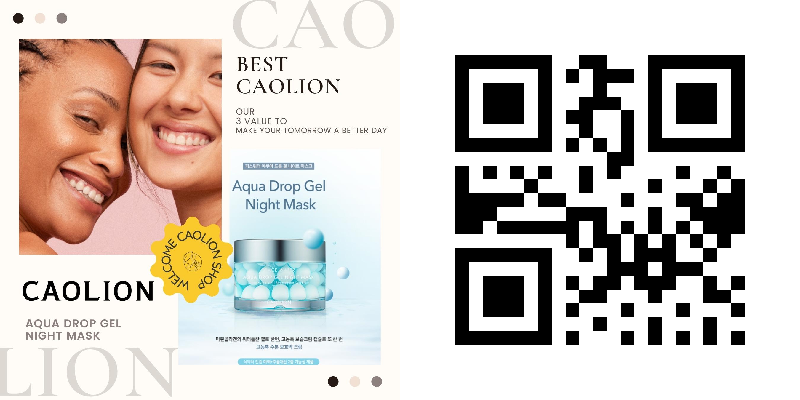 CAO
BEST
CAOLION
OUR
3 VALUE TO
MAKE YOUR TOMORROW A BETTER DAY
Aqua Drop Gel
Night Mask
WELCOME CAOLION SHOP
CAOLION
AQUA DROP GEL
NIGHT MASK
LION